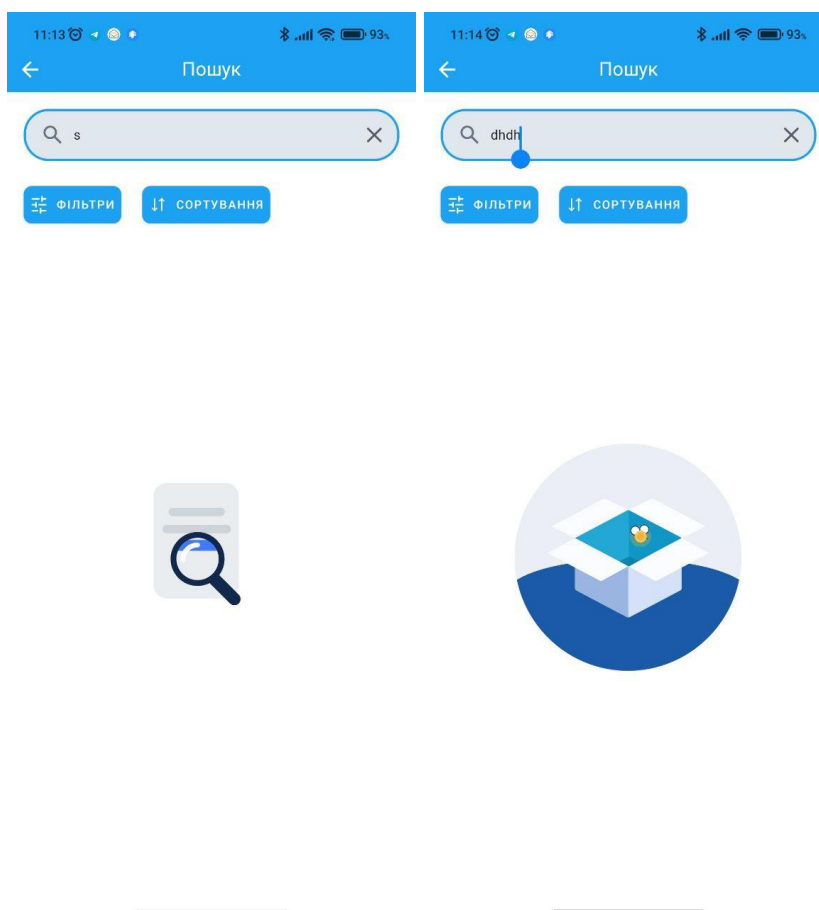 11:13
93%
Пошук
s
ФІЛЬТРИ
СОРТУВАННЯ
11:14
93%
Пошук
dhdh
ФІЛЬТРИ
СОРТУВАННЯ